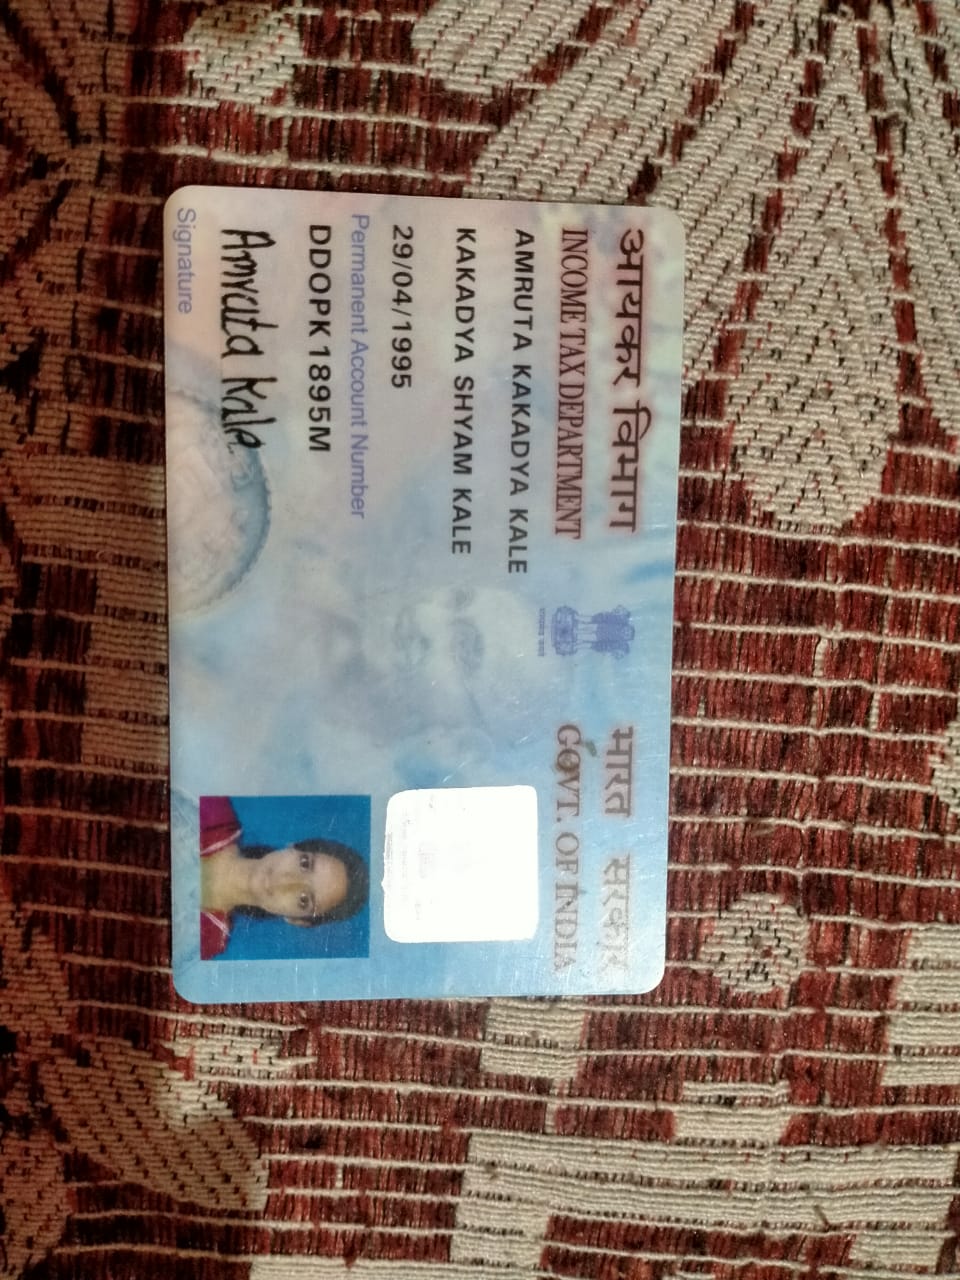 आयकर विभाग
INCOME TAX DEPARTMENT
भारत सरकार
GOVT. OF INDIA
AMRUTA KAKADYA KALE
KAKADYA SHYAM KALE
29/04/1995
Permanent Account Number
DDOPK1895M
Amruta Kale
Signature